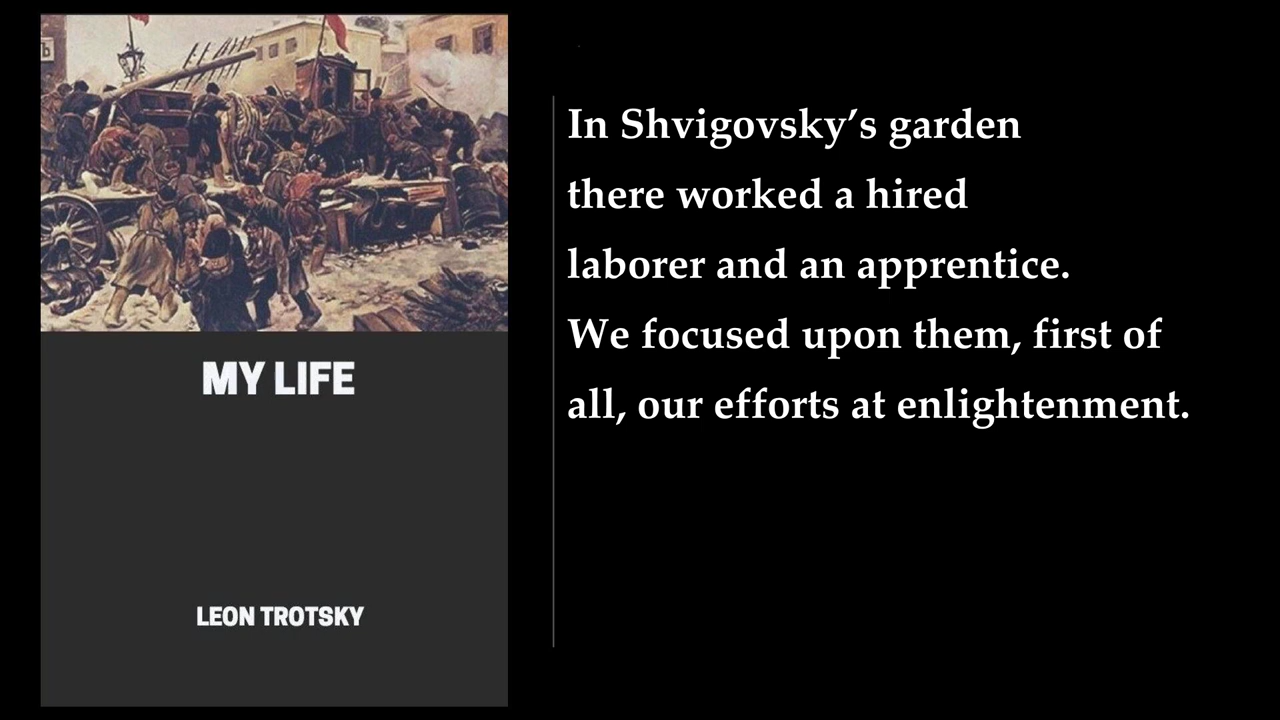 MY LIFE
LEON TROTSKY
In Shvigovsky’s garden
there worked a hired
laborer and an apprentice.
We focused upon them, first of
all, our efforts at enlightenment.